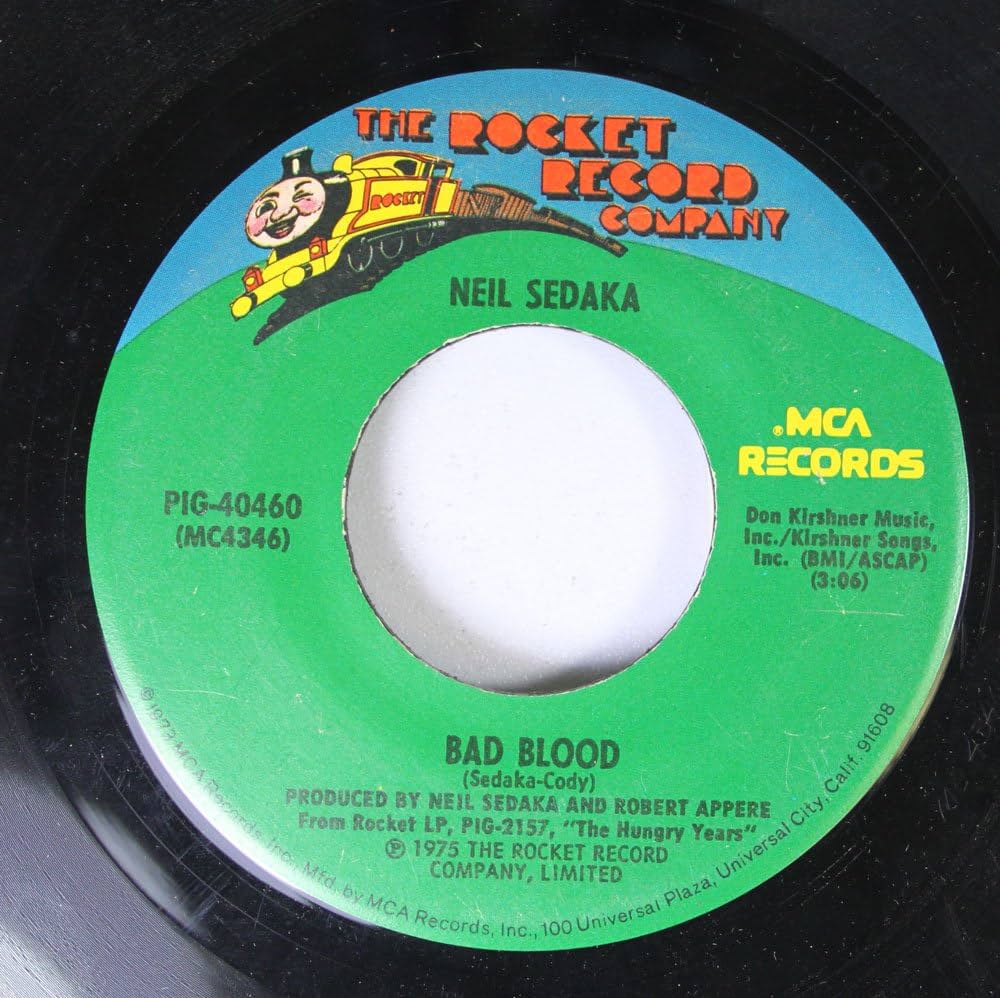 THE ROCKET
RECORD
COMPANY
ROCKET
NEIL SEDAKA
®MCA
RECORDS
PIG-40460
(MC4346)
Don Kirshner Music,
Inc./Kirshner Songs,
Inc. (BMI/ASCAP)
(3:06)
BAD BLOOD
(Sedaka-Cody)
PRODUCED BY NEIL SEDAKA AND ROBERT APPERE
From Rocket LP, PIG-2157, "The Hungry Years"
℗ 1975 THE ROCKET RECORD
COMPANY, LIMITED
© 1973 MCA Records, Inc. Mfd. by MCA Records, Inc., 100 Universal Plaza, Universal City, Calif. 91608